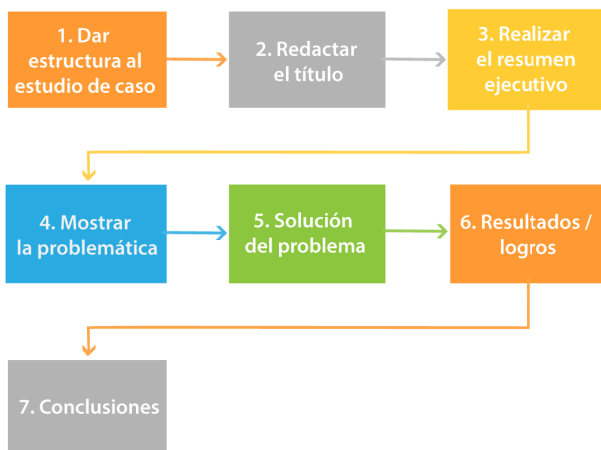 1. Dar
estructura al
estudio de caso
2. Redactar
el título
3. Realizar
el resumen
ejecutivo
4. Mostrar
la problemática
5. Solución
del problema
6. Resultados /
logros
7. Conclusiones